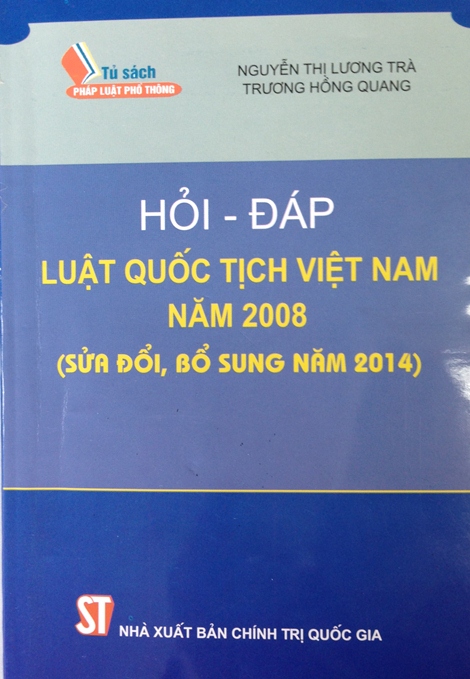 Tủ sách
PHÁP LUẬT PHỔ THÔNG
NGUYỄN THỊ LƯƠNG TRÀ
TRƯƠNG HỒNG QUANG
HỎI - ĐÁP
LUẬT QUỐC TỊCH VIỆT NAM
NĂM 2008
(SỬA ĐỔI, BỔ SUNG NĂM 2014)
ST
NHÀ XUẤT BẢN CHÍNH TRỊ QUỐC GIA